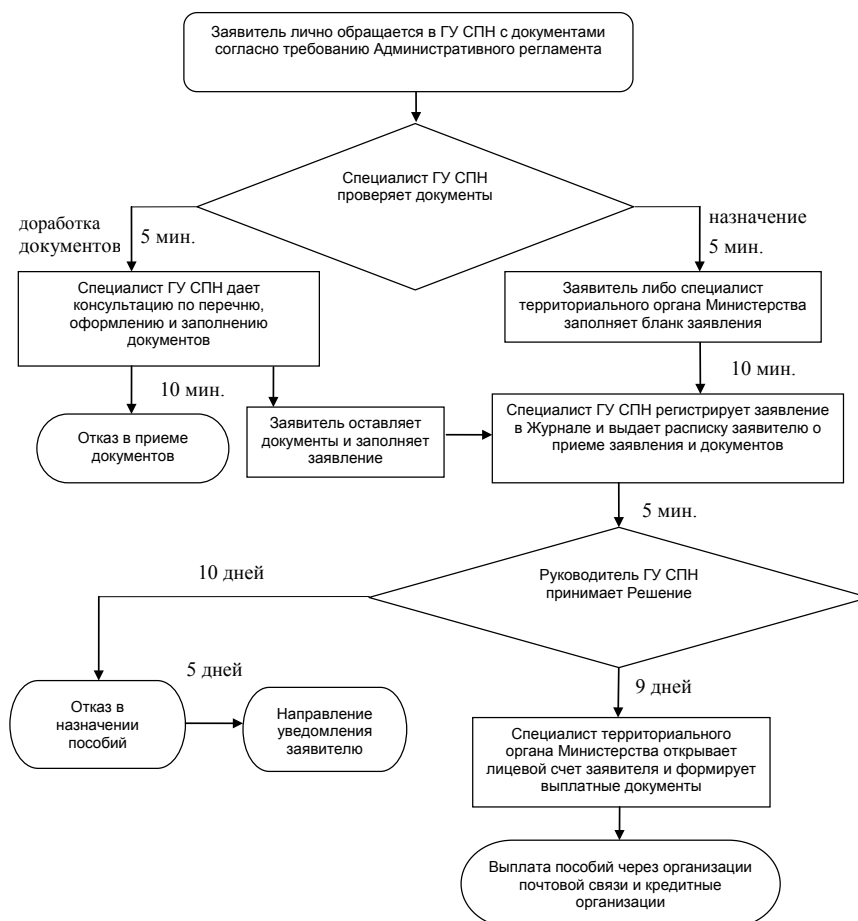 Заявитель лично обращается в ГУ СПН с документами
согласно требованию Административного регламента
Специалист ГУ СПН
проверяет документы
доработка
документов
5 мин.
назначение
5 мин.
Специалист ГУ СПН дает
консультацию по перечню,
оформлению и заполнению
документов
Заявитель либо специалист
территориального органа Министерства
заполняет бланк заявления
10 мин.
10 мин.
Отказ в приеме
документов
Заявитель оставляет
документы и заполняет
заявление
Специалист ГУ СПН регистрирует заявление
в Журнале и выдает расписку заявителю о
приеме заявления и документов
5 мин.
10 дней
Руководитель ГУ СПН
принимает Решение
5 дней
9 дней
Отказ в
назначении
пособий
Направление
уведомления
заявителю
Специалист территориального
органа Министерства открывает
лицевой счет заявителя и формирует
выплатные документы
Выплата пособий через организации
почтовой связи и кредитные
организации